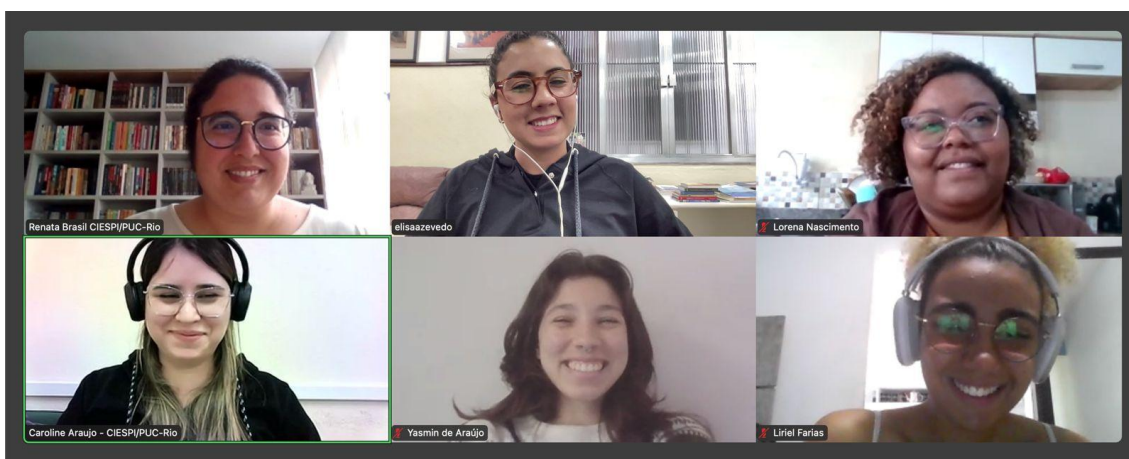 Renata Brasil CIESPI/PUC-Rio
elisaazevedo
Lorena Nascimento
Caroline Araujo - CIESPI/PUC-Rio
Yasmin de Araújo
Liriel Farias